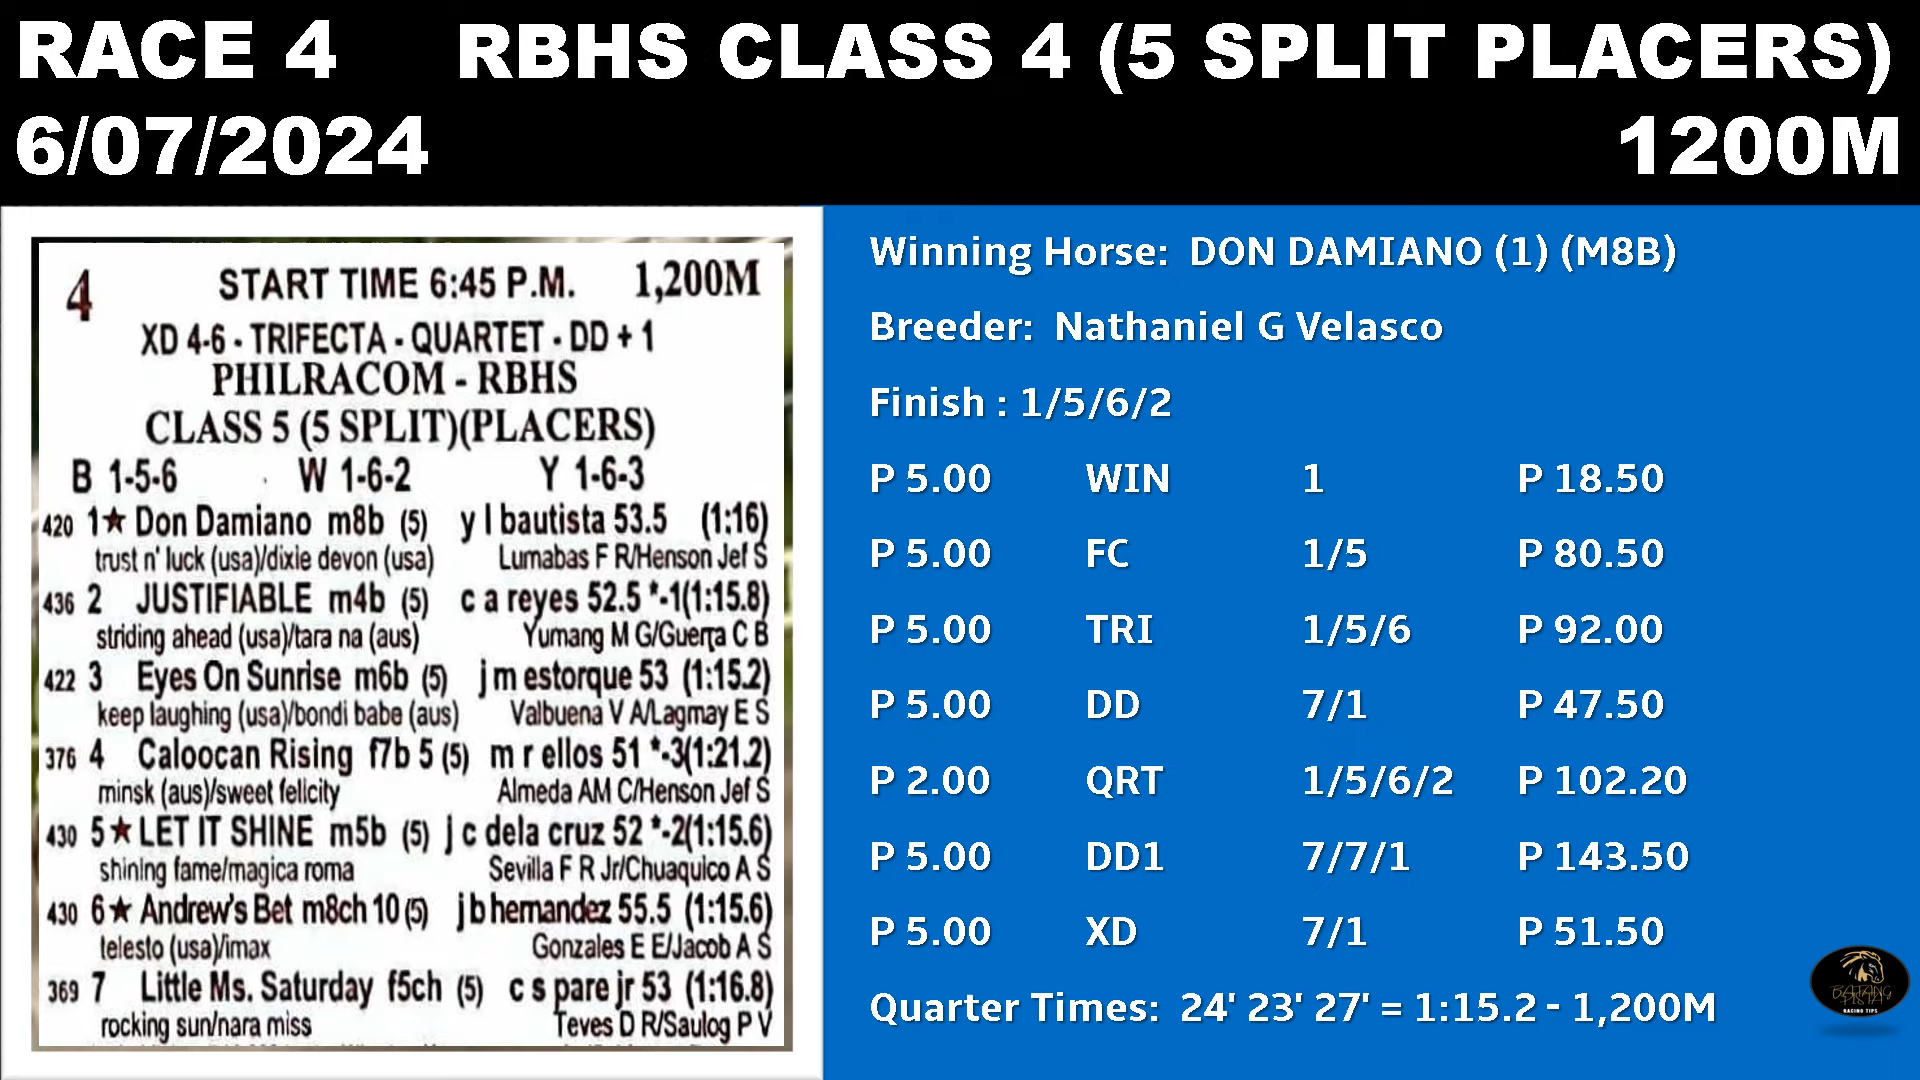 RACE 4 RBHS CLASS 4 (5 SPLIT PLACERS)
6/07/2024 1200M
4 START TIME 6:45 P.M. 1,200M
XD 4-6 - TRIFECTA - QUARTET - DD + 1
PHILRACOM - RBHS
CLASS 5 (5 SPLIT)(PLACERS)
B 1-5-6 W 1-6-2 Y 1-6-3
420 1★ Don Damiano m8b (5) y l bautista 53.5 (1:16)
trust n' luck (usa)/dixie devon (usa) Lumabas F R/Henson Jef S
436 2 JUSTIFIABLE m4b (5) c a reyes 52.5 *-1(1:15.8)
striding ahead (usa)/tara na (aus) Yumang M G/Guerra C B
422 3 Eyes On Sunrise m6b (5) j m estorque 53 (1:15.2)
keep laughing (usa)/bondi babe (aus) Valbuena V A/Lagmay E S
376 4 Caloocan Rising f7b 5 (5) m r ellos 51 *-3(1:21.2)
minsk (aus)/sweet felicity Almeda AM C/Henson Jef S
430 5★ LET IT SHINE m5b (5) j c dela cruz 52 *-2(1:15.6)
shining fame/magica roma Sevilla F R Jr/Chuaquico A S
430 6★ Andrew's Bet m8ch 10 (5) j b hernandez 55.5 (1:15.6)
telesto (usa)/imax Gonzales E E/Jacob A S
369 7 Little Ms. Saturday f5ch (5) c s pare jr 53 (1:16.8)
rocking sun/nara miss Teves D R/Saulog P V
Winning Horse: DON DAMIANO (1) (M8B)
Breeder: Nathaniel G Velasco
Finish : 1/5/6/2
P 5.00 WIN 1 P 18.50
P 5.00 FC 1/5 P 80.50
P 5.00 TRI 1/5/6 P 92.00
P 5.00 DD 7/1 P 47.50
P 2.00 QRT 1/5/6/2 P 102.20
P 5.00 DD1 7/7/1 P 143.50
P 5.00 XD 7/1 P 51.50
Quarter Times: 24' 23' 27' = 1:15.2 - 1,200M
BATANG
PISTA
RACING TIPS